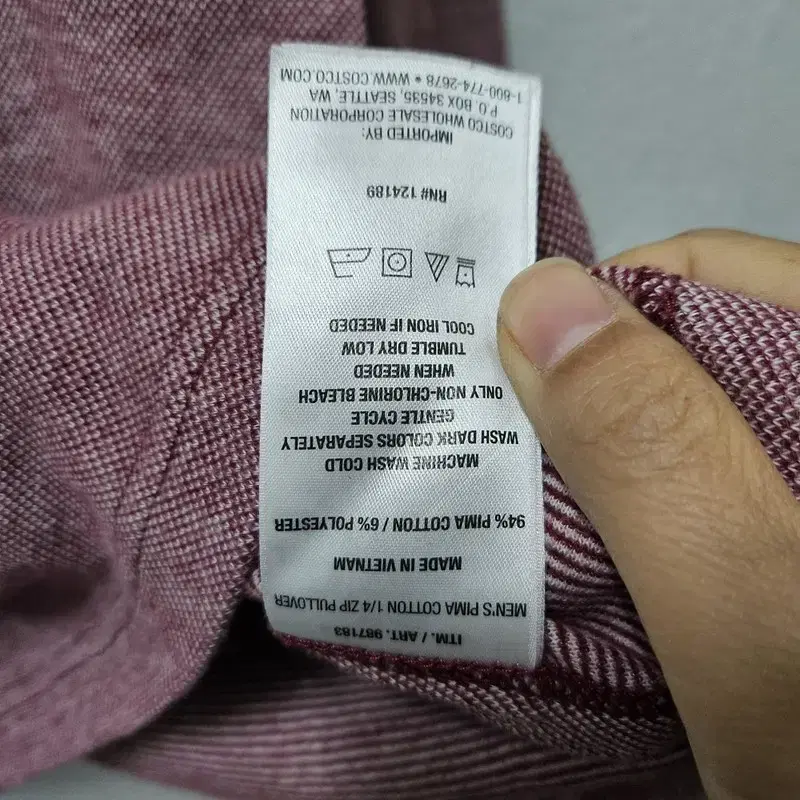 ITM. / ART. 987183
MEN'S PIMA COTTON 1/4 ZIP PULLOVER
MADE IN VIETNAM
94% PIMA COTTON / 6% POLYESTER
MACHINE WASH COLD
WASH DARK COLORS SEPARATELY
GENTLE CYCLE
ONLY NON-CHLORINE BLEACH
WHEN NEEDED
TUMBLE DRY LOW
COOL IRON IF NEEDED
RN# 124189
IMPORTED BY:
COSTCO WHOLESALE CORPORATION
P.O. BOX 34535, SEATTLE, WA
1-800-774-2678 • WWW.COSTCO.COM